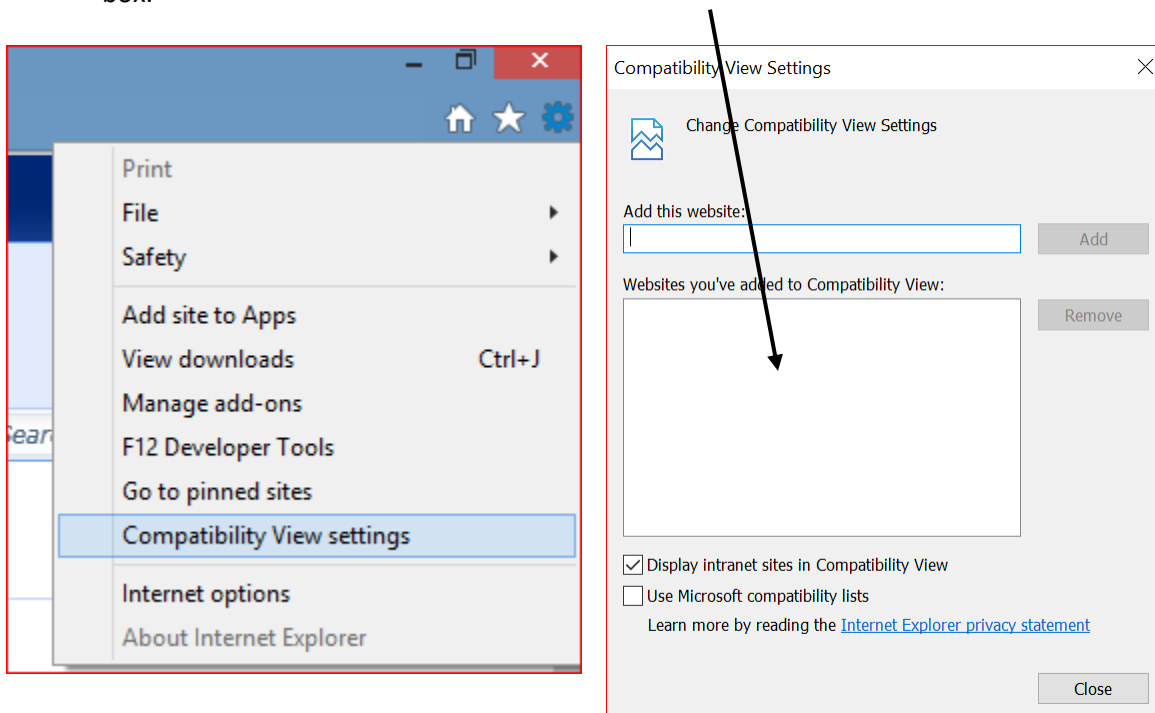 box.
Print
File
Safety
Add site to Apps
View downloads Ctrl+J
Manage add-ons
F12 Developer Tools
Go to pinned sites
Compatibility View settings
Internet options
About Internet Explorer
Compatibility View Settings
Change Compatibility View Settings
Add this website:
Add
Websites you've added to Compatibility View:
Remove
Display intranet sites in Compatibility View
Use Microsoft compatibility lists
Learn more by reading the Internet Explorer privacy statement
Close